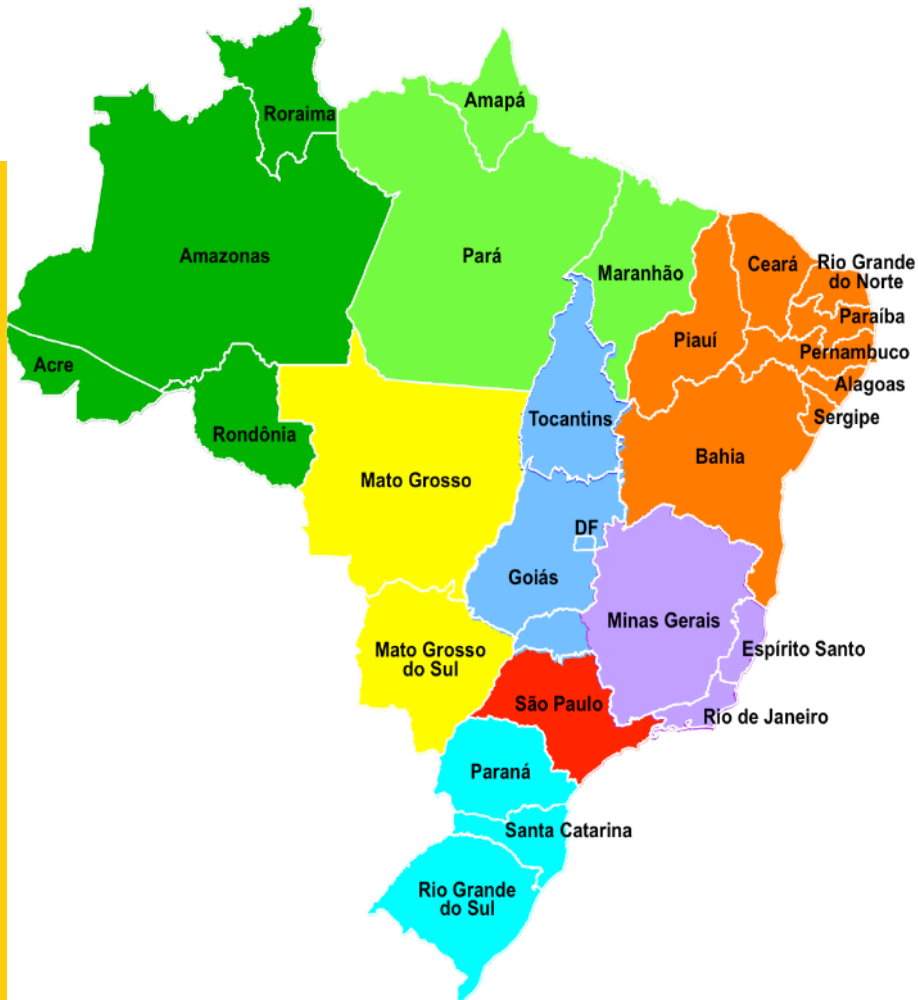 Roraima
Amapá
Amazonas
Pará
Maranhão
Ceará
Rio Grande
do Norte
Paraíba
Piauí
Pernambuco
Acre
Alagoas
Tocantins
Sergipe
Rondônia
Bahia
Mato Grosso
DF
Goiás
Minas Gerais
Mato Grosso
do Sul
Espírito Santo
São Paulo
Rio de Janeiro
Paraná
Santa Catarina
Rio Grande
do Sul